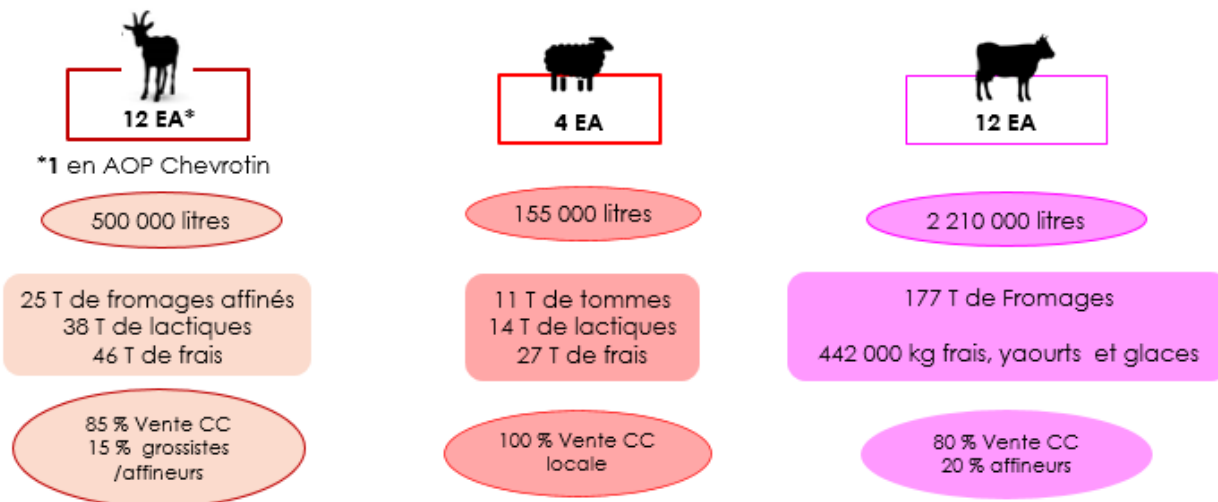 12 EA*
*1 en AOP Chevrotin
500 000 litres
25 T de fromages affinés
38 T de lactiques
46 T de frais
85 % Vente CC
15 % grossistes
/affineurs
4 EA
155 000 litres
11 T de tommes
14 T de lactiques
27 T de frais
100 % Vente CC
locale
12 EA
2 210 000 litres
177 T de Fromages
442 000 kg frais, yaourts et glaces
80 % Vente CC
20 % affineurs